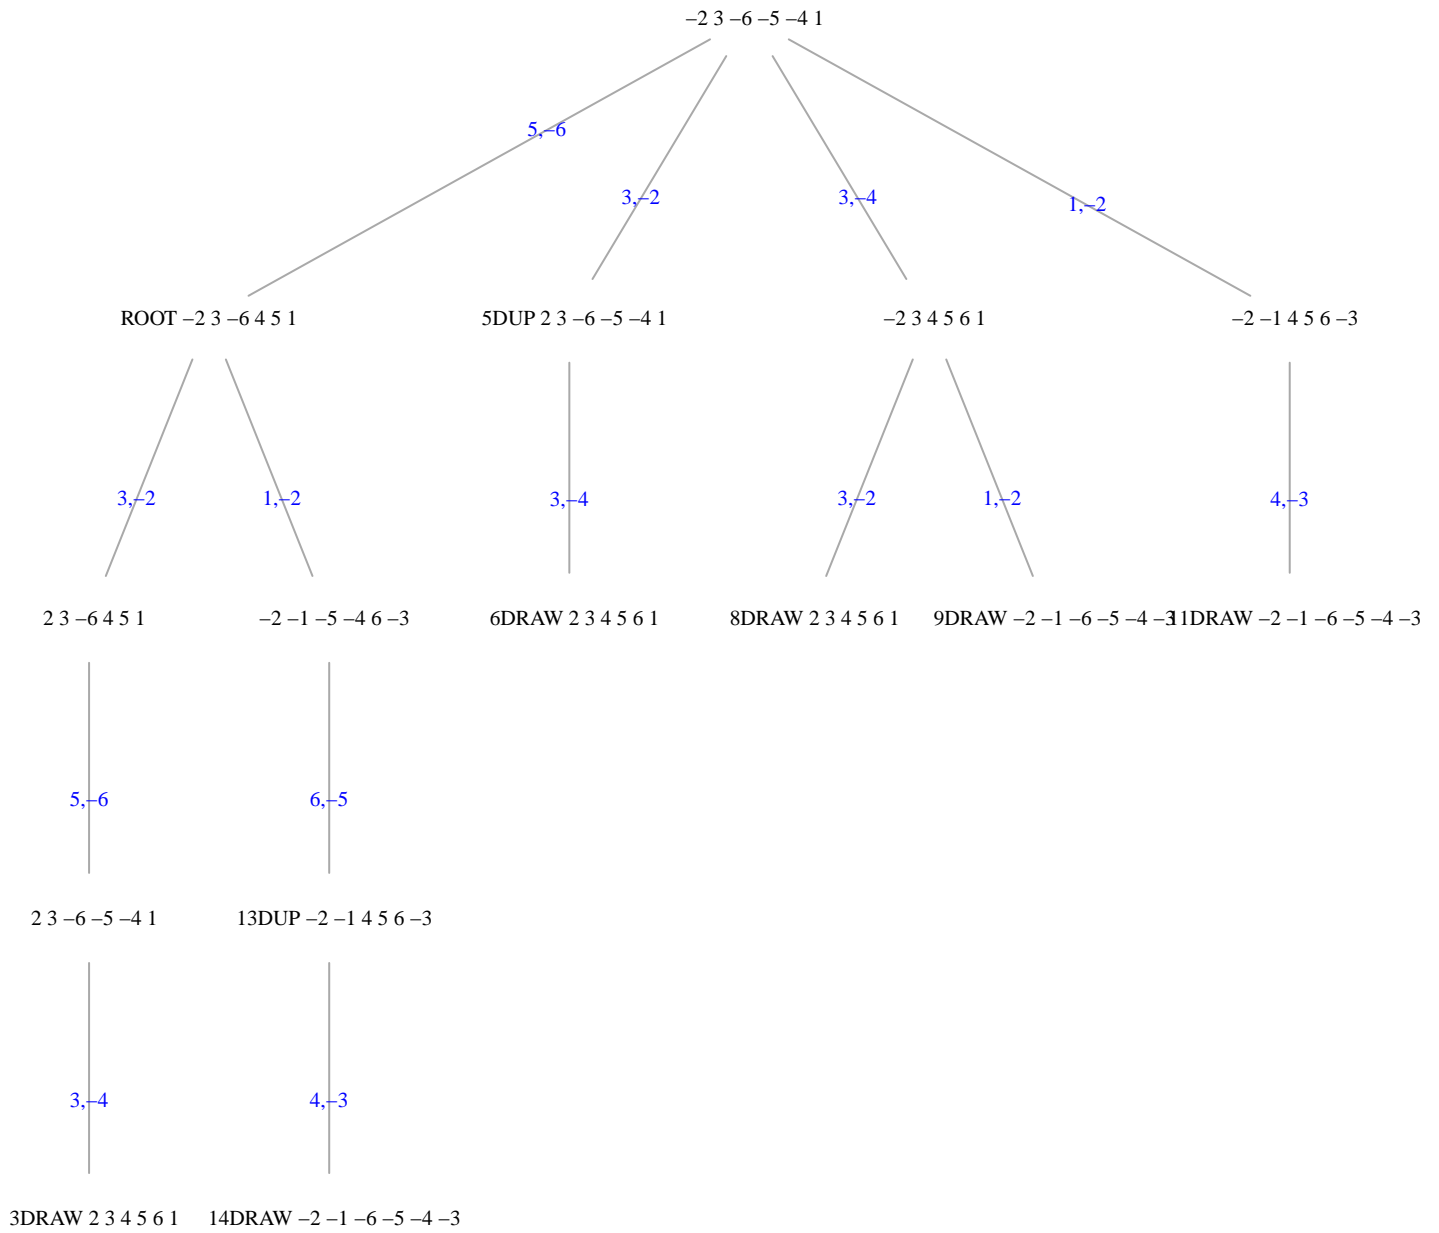 –2 3 –6 –5 –4 1
5,–6
3,–2
3,–4
1,–2
ROOT –2 3 –6 4 5 1
5DUP 2 3 –6 –5 –4 1
–2 3 4 5 6 1
–2 –1 4 5 6 –3
3,–2
1,–2
3,–4
3,–2
1,–2
4,–3
2 3 –6 4 5 1
–2 –1 –5 –4 6 –3
6DRAW 2 3 4 5 6 1
8DRAW 2 3 4 5 6 1
9DRAW –2 –1 –6 –5 –4 –3
11DRAW –2 –1 –6 –5 –4 –3
5,–6
6,–5
2 3 –6 –5 –4 1
13DUP –2 –1 4 5 6 –3
3,–4
4,–3
3DRAW 2 3 4 5 6 1
14DRAW –2 –1 –6 –5 –4 –3